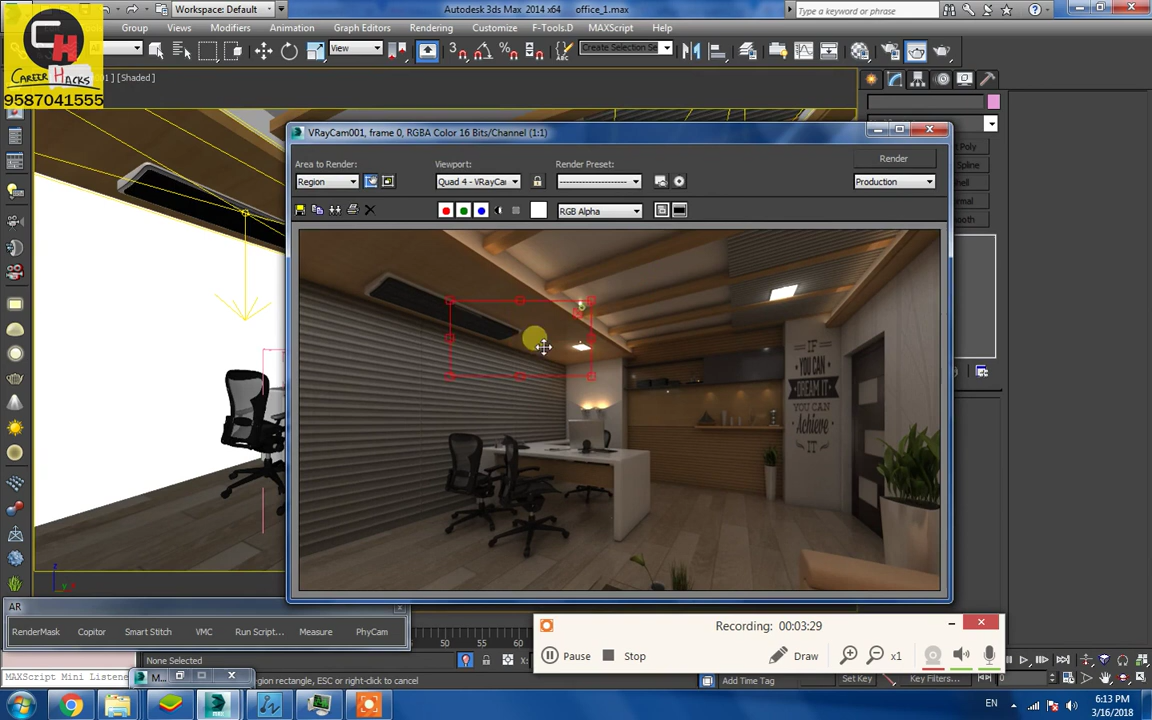 Workspace: Default
Autodesk 3ds Max 2014 x64
office_1.max
Type a keyword or phrase
Group
Views
Modifiers
Animation
Graph Editors
Rendering
Customize
F-Tools.D
MAXScript
Help
View
Create Selection Se
CH
CAREER HACKS
9587041555
[Shaded]
VRayCam001, frame 0, RGBA Color 16 Bits/Channel (1:1)
Area to Render:
Viewport:
Render Preset:
Render
Region
Quad 4 - VRayCar
--------------------
Production
RGB Alpha
IF
YOU CAN
DREAM IT
YOU CAN
Achieve
IT
AR
RenderMask
Copitor
Smart Stitch
VMC
Run Script...
Measure
PhyCam
Recording: 00:03:29
Pause
Stop
Draw
x1
None Selected
MAXScript Mini Listene
M...
egion rectangle, ESC or right-click to cancel
Add Time Tag
Set Key
Key Filters...
EN
6:13 PM
3/16/2018